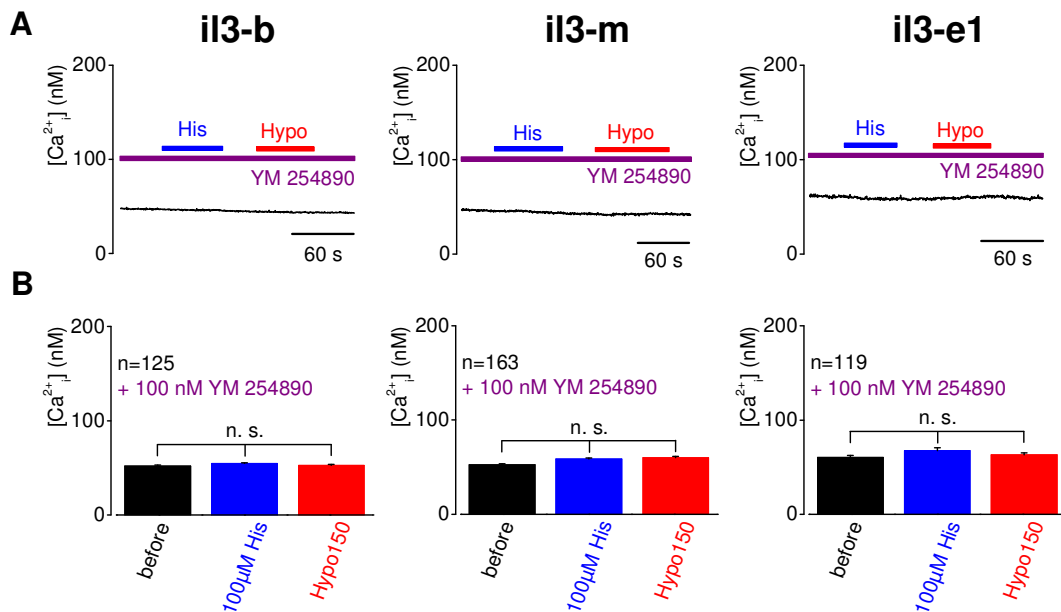 A
il3-b
il3-m
il3-e1
[Ca²⁺ᵢ] (nM)
200
100
0
His
Hypo
YM 254890
60 s
[Ca²⁺ᵢ] (nM)
200
100
0
His
Hypo
YM 254890
60 s
[Ca²⁺ᵢ] (nM)
200
100
0
His
Hypo
YM 254890
60 s
B
[Ca²⁺ᵢ] (nM)
200
100
0
n=125
+ 100 nM YM 254890
n. s.
before
100µM His
Hypo150
[Ca²⁺ᵢ] (nM)
200
100
0
n=163
+ 100 nM YM 254890
n. s.
before
100µM His
Hypo150
[Ca²⁺ᵢ] (nM)
200
100
0
n=119
+ 100 nM YM 254890
n. s.
before
100µM His
Hypo150